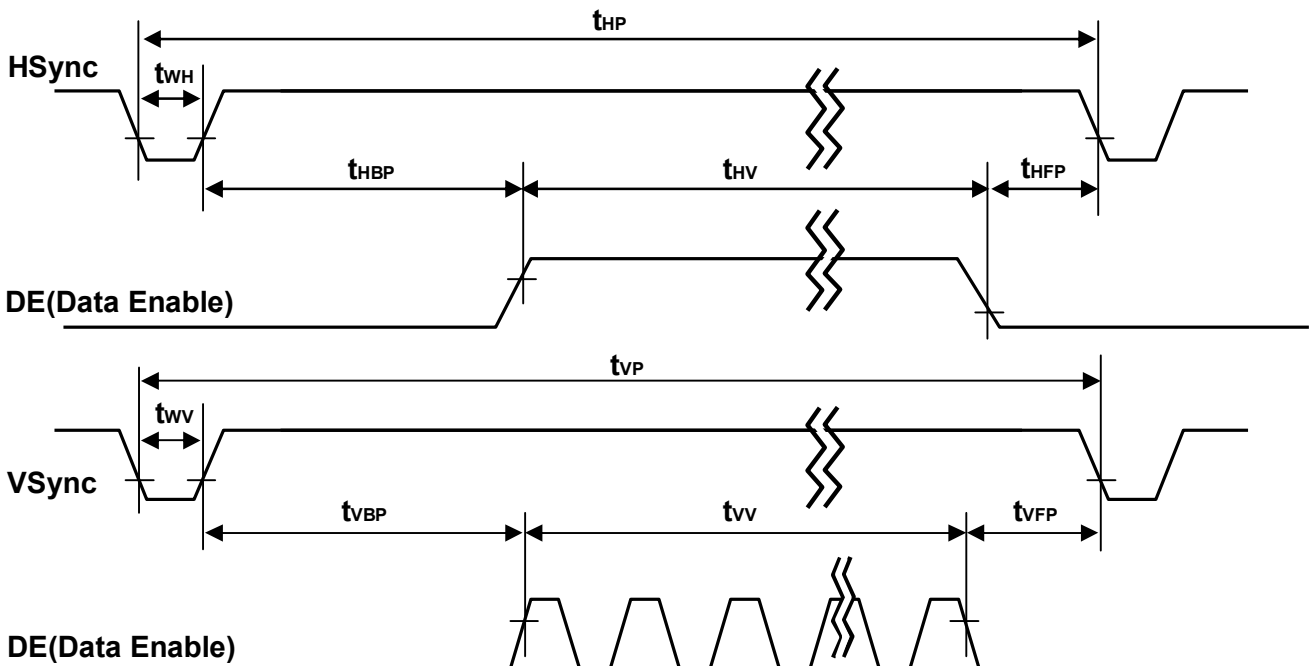 tHP
HSync
tWH
tHBP
tHV
tHFP
DE(Data Enable)
tVP
tWV
VSync
tVBP
tVV
tVFP
DE(Data Enable)